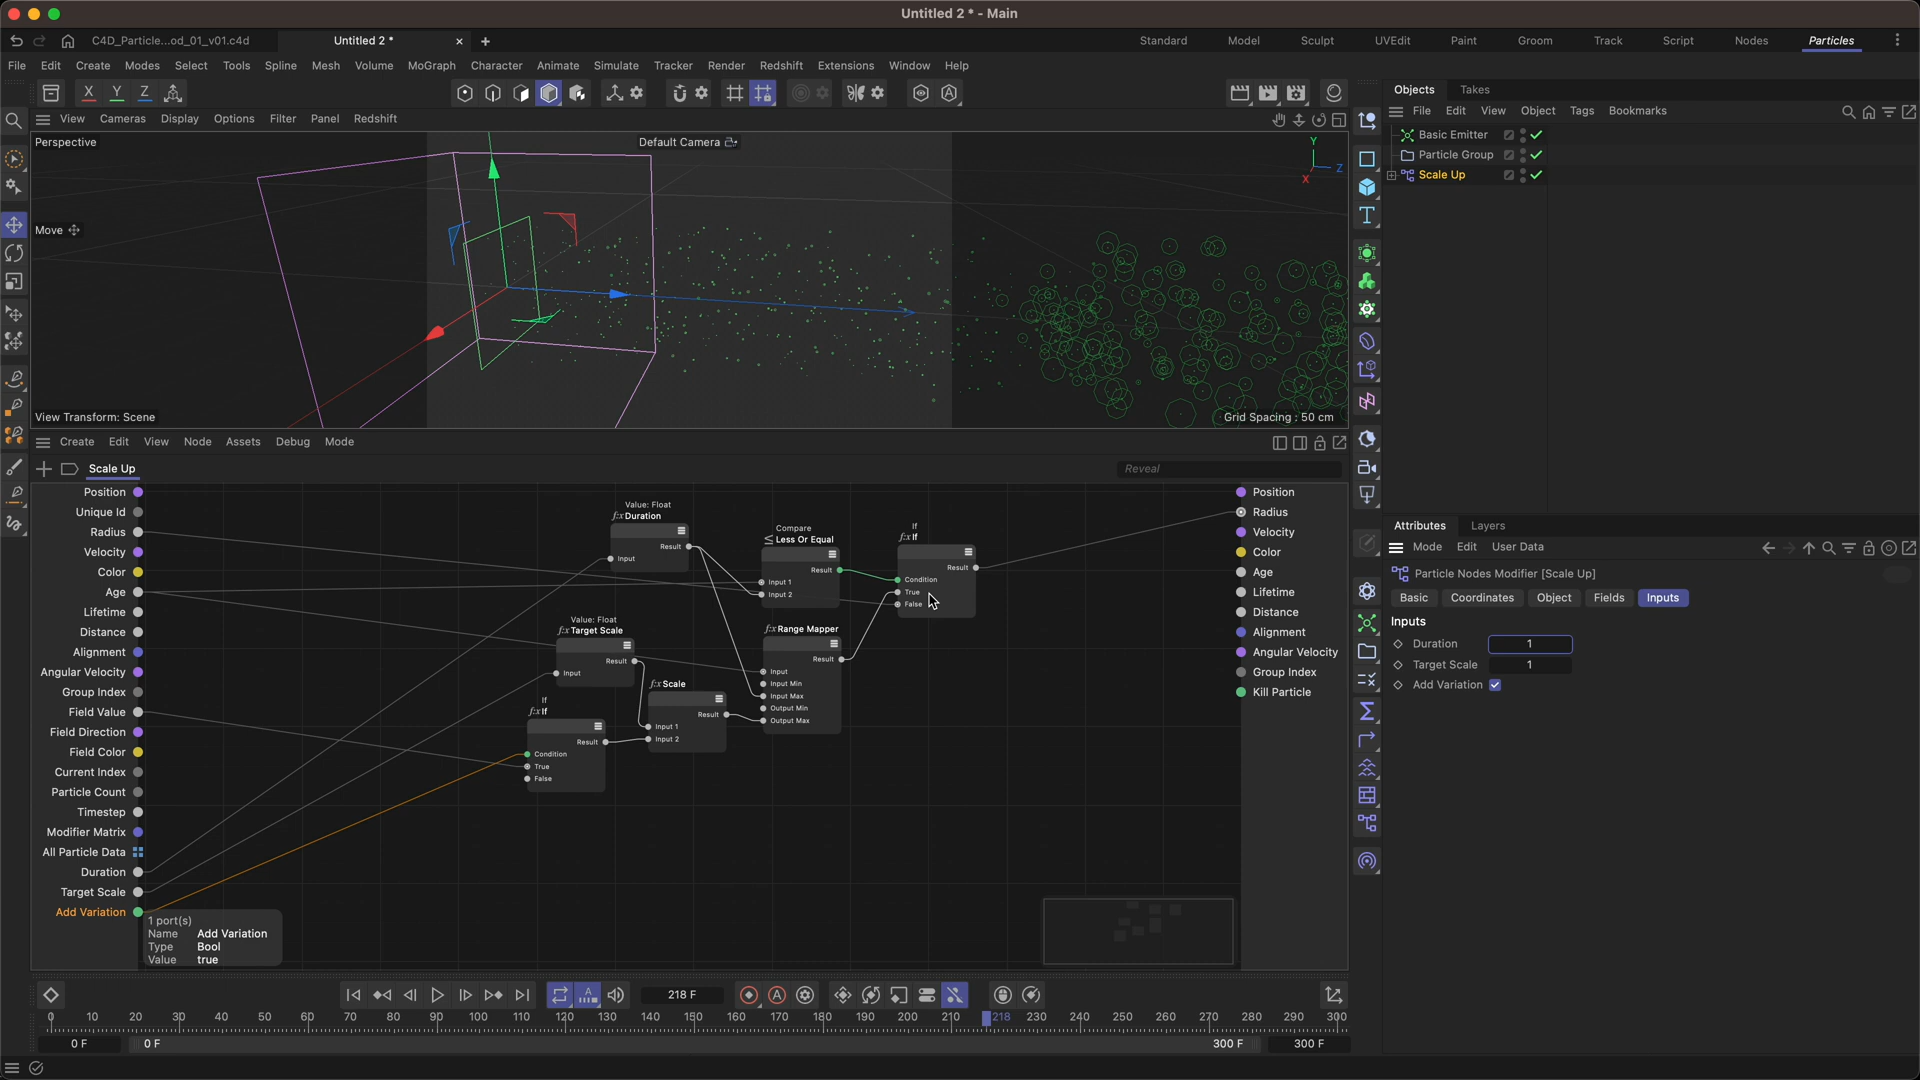 Untitled 2 * - Main
C4D_Particle...od_01_v01.c4d
Untitled 2 *
Standard
Model
Sculpt
UVEdit
Paint
Groom
Track
Script
Nodes
Particles
File
Edit
Create
Modes
Select
Tools
Spline
Mesh
Volume
MoGraph
Character
Animate
Simulate
Tracker
Render
Redshift
Extensions
Window
Help
X
Y
Z
Objects
Takes
View
Cameras
Display
Options
Filter
Panel
Redshift
File
Edit
View
Object
Tags
Bookmarks
Perspective
Default Camera
Y
Z
X
Basic Emitter
Particle Group
Scale Up
Move
View Transform: Scene
Grid Spacing : 50 cm
Create
Edit
View
Node
Assets
Debug
Mode
Scale Up
Reveal
Position
Unique Id
Radius
Velocity
Color
Age
Lifetime
Distance
Alignment
Angular Velocity
Group Index
Field Value
Field Direction
Field Color
Current Index
Particle Count
Timestep
Modifier Matrix
All Particle Data
Duration
Target Scale
Add Variation
1 port(s)
Name Add Variation
Type Bool
Value true
Value: Float
f:x Duration
Result
Input
Compare
≤ Less Or Equal
Result
Input 1
Input 2
If
f:x If
Result
Condition
True
False
Value: Float
f:x Target Scale
Result
Input
f:x Range Mapper
Result
Input
Input Min
Input Max
Output Min
Output Max
f:x Scale
Result
Input 1
Input 2
If
f:x If
Result
Condition
True
False
Position
Radius
Velocity
Color
Age
Lifetime
Distance
Alignment
Angular Velocity
Group Index
Kill Particle
Attributes
Layers
Mode
Edit
User Data
Particle Nodes Modifier [Scale Up]
Basic
Coordinates
Object
Fields
Inputs
Inputs
Duration 1
Target Scale 1
Add Variation
A
218 F
A
0 10 20 30 40 50 60 70 80 90 100 110 120 130 140 150 160 170 180 190 200 210 218 230 240 250 260 270 280 290 300
0 F
0 F
300 F
300 F